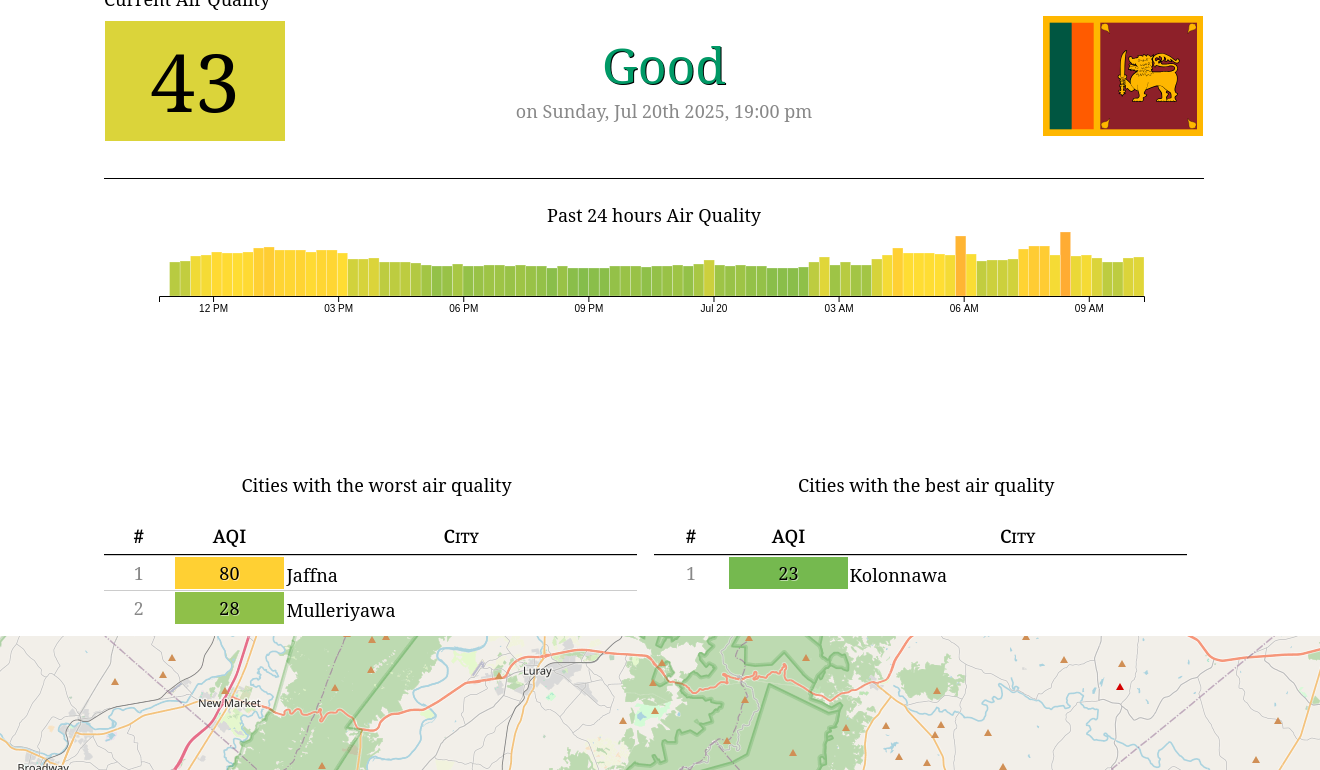 Current Air Quality
43
Good
on Sunday, Jul 20th 2025, 19:00 pm
Past 24 hours Air Quality
12 PM 03 PM 06 PM 09 PM Jul 20 03 AM 06 AM 09 AM
Cities with the worst air quality
# AQI City
1 80 Jaffna
2 28 Mulleriyawa
Cities with the best air quality
# AQI City
1 23 Kolonnawa
Luray
New Market
Broadway